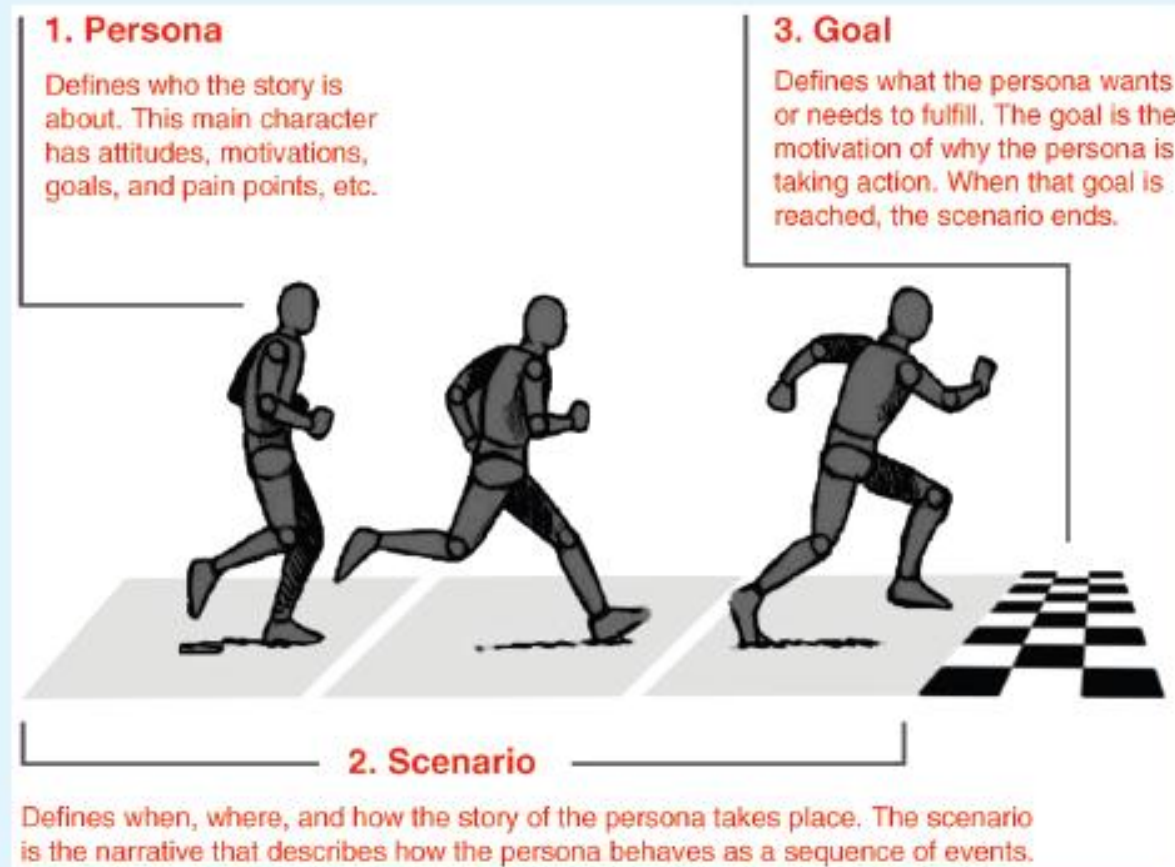 1. Persona
Defines who the story is
about. This main character
has attitudes, motivations,
goals, and pain points, etc.
3. Goal
Defines what the persona wants
or needs to fulfill. The goal is the
motivation of why the persona is
taking action. When that goal is
reached, the scenario ends.
2. Scenario
Defines when, where, and how the story of the persona takes place. The scenario
is the narrative that describes how the persona behaves as a sequence of events.